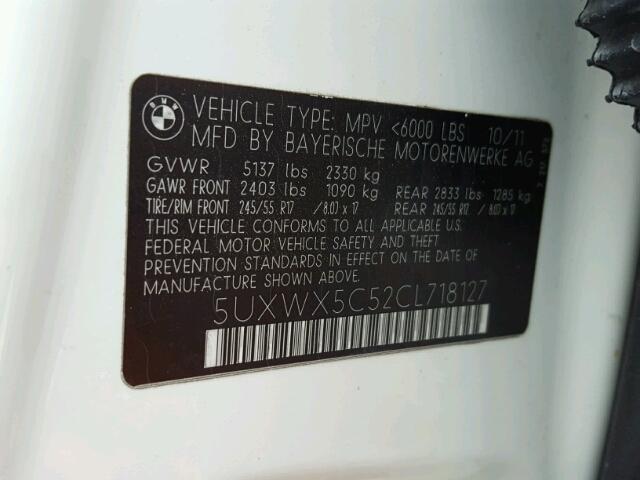 BMW
VEHICLE TYPE: MPV <6000 LBS 10/11
MFD BY BAYERISCHE MOTORENWERKE AG
GVWR 5137 lbs 2330 kg
GAWR FRONT 2403 lbs 1090 kg REAR 2833 lbs 1285 kg
TIRE/RIM FRONT 245/55 R17 / 8.0J x 17 REAR 245/55 R17 / 8.0J x 17
THIS VEHICLE CONFORMS TO ALL APPLICABLE U.S.
FEDERAL MOTOR VEHICLE SAFETY AND THEFT
PREVENTION STANDARDS IN EFFECT ON THE DATE OF
MANUFACTURE SHOWN ABOVE.
5UXWX5C52CL718127